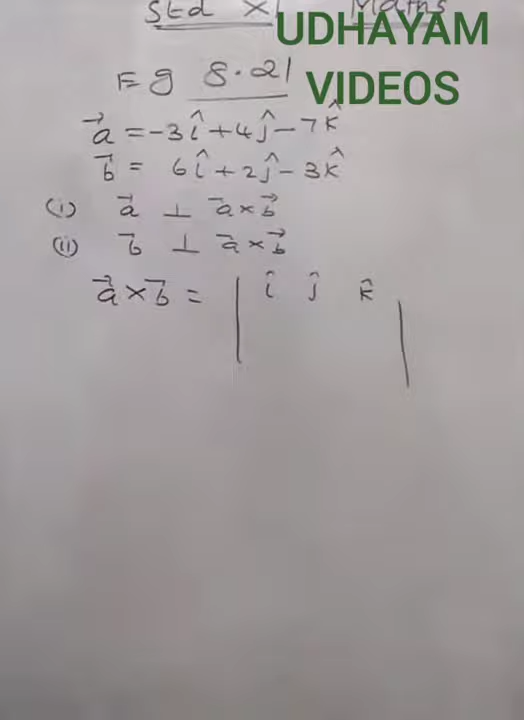 Std XI Maths
UDHAYAM
VIDEOS
Eg 8.21
a⃗ = -3î + 4ĵ - 7k̂
b⃗ = 6î + 2ĵ - 3k̂
(i) a⃗ ⊥ a⃗ × b⃗
(ii) b⃗ ⊥ a⃗ × b⃗
a⃗ × b⃗ = | î ĵ k̂ |